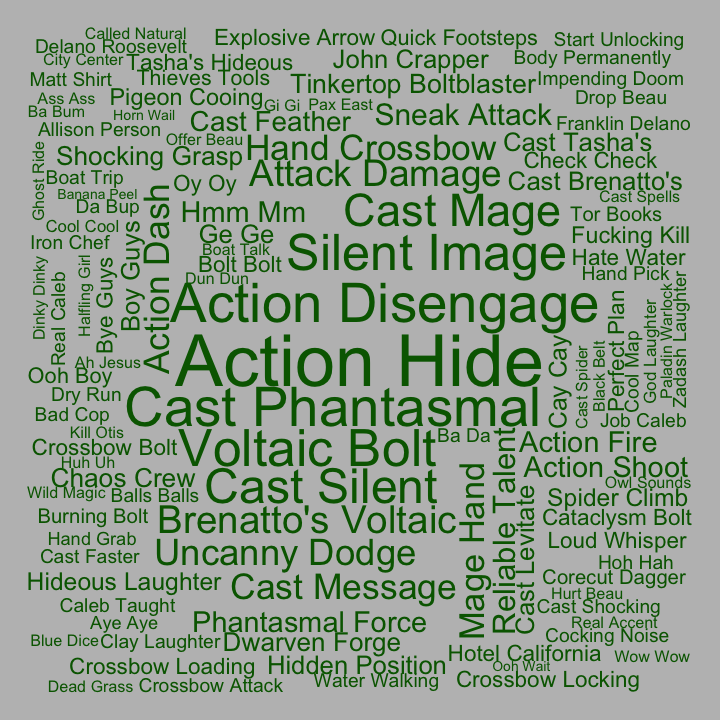 Called Natural
Delano Roosevelt
Explosive Arrow
Quick Footsteps
Start Unlocking
City Center
Tasha's Hideous
John Crapper
Body Permanently
Matt Shirt
Thieves Tools
Tinkertop Boltblaster
Impending Doom
Ass Ass
Pigeon Cooing
Gi Gi
Pax East
Sneak Attack
Drop Beau
Ba Bum
Horn Wail
Cast Feather
Franklin Delano
Allison Person
Offer Beau
Hand Crossbow
Cast Tasha's
Ghost Ride
Shocking Grasp
Attack Damage
Check Check
Boat Trip
Oy Oy
Cast Brenatto's
Banana Peel
Cast Spells
Da Bup
Action Dash
Hmm Mm
Cast Mage
Tor Books
Cool Cool
Boy Guys
Ge Ge
Fucking Kill
Iron Chef
Boat Talk
Silent Image
Hate Water
Bolt Bolt
Hand Pick
Dun Dun
Dinky Dinky
Real Caleb
Halfling Girl
Bye Guys
Action Disengage
Perfect Plan
Cool Map
God Laughter
Paladin Warlock
Zadash Laughter
Ah Jesus
Action Hide
Cay Cay
Cast Spider
Black Belt
Ooh Boy
Dry Run
Cast Phantasmal
Bad Cop
Job Caleb
Kill Otis
Ba Da
Crossbow Bolt
Voltaic Bolt
Action Fire
Huh Uh
Action Shoot
Chaos Crew
Cast Silent
Owl Sounds
Wild Magic
Balls Balls
Mage Hand
Reliable Talent
Cast Levitate
Spider Climb
Burning Bolt
Brenatto's Voltaic
Cataclysm Bolt
Hand Grab
Loud Whisper
Cast Faster
Uncanny Dodge
Hoh Hah
Hideous Laughter
Cast Message
Corecut Dagger
Hurt Beau
Caleb Taught
Cast Shocking
Aye Aye
Phantasmal Force
Real Accent
Blue Dice
Clay Laughter
Dwarven Forge
Cocking Noise
Hotel California
Wow Wow
Crossbow Loading
Hidden Position
Ooh Wait
Dead Grass
Crossbow Attack
Water Walking
Crossbow Locking